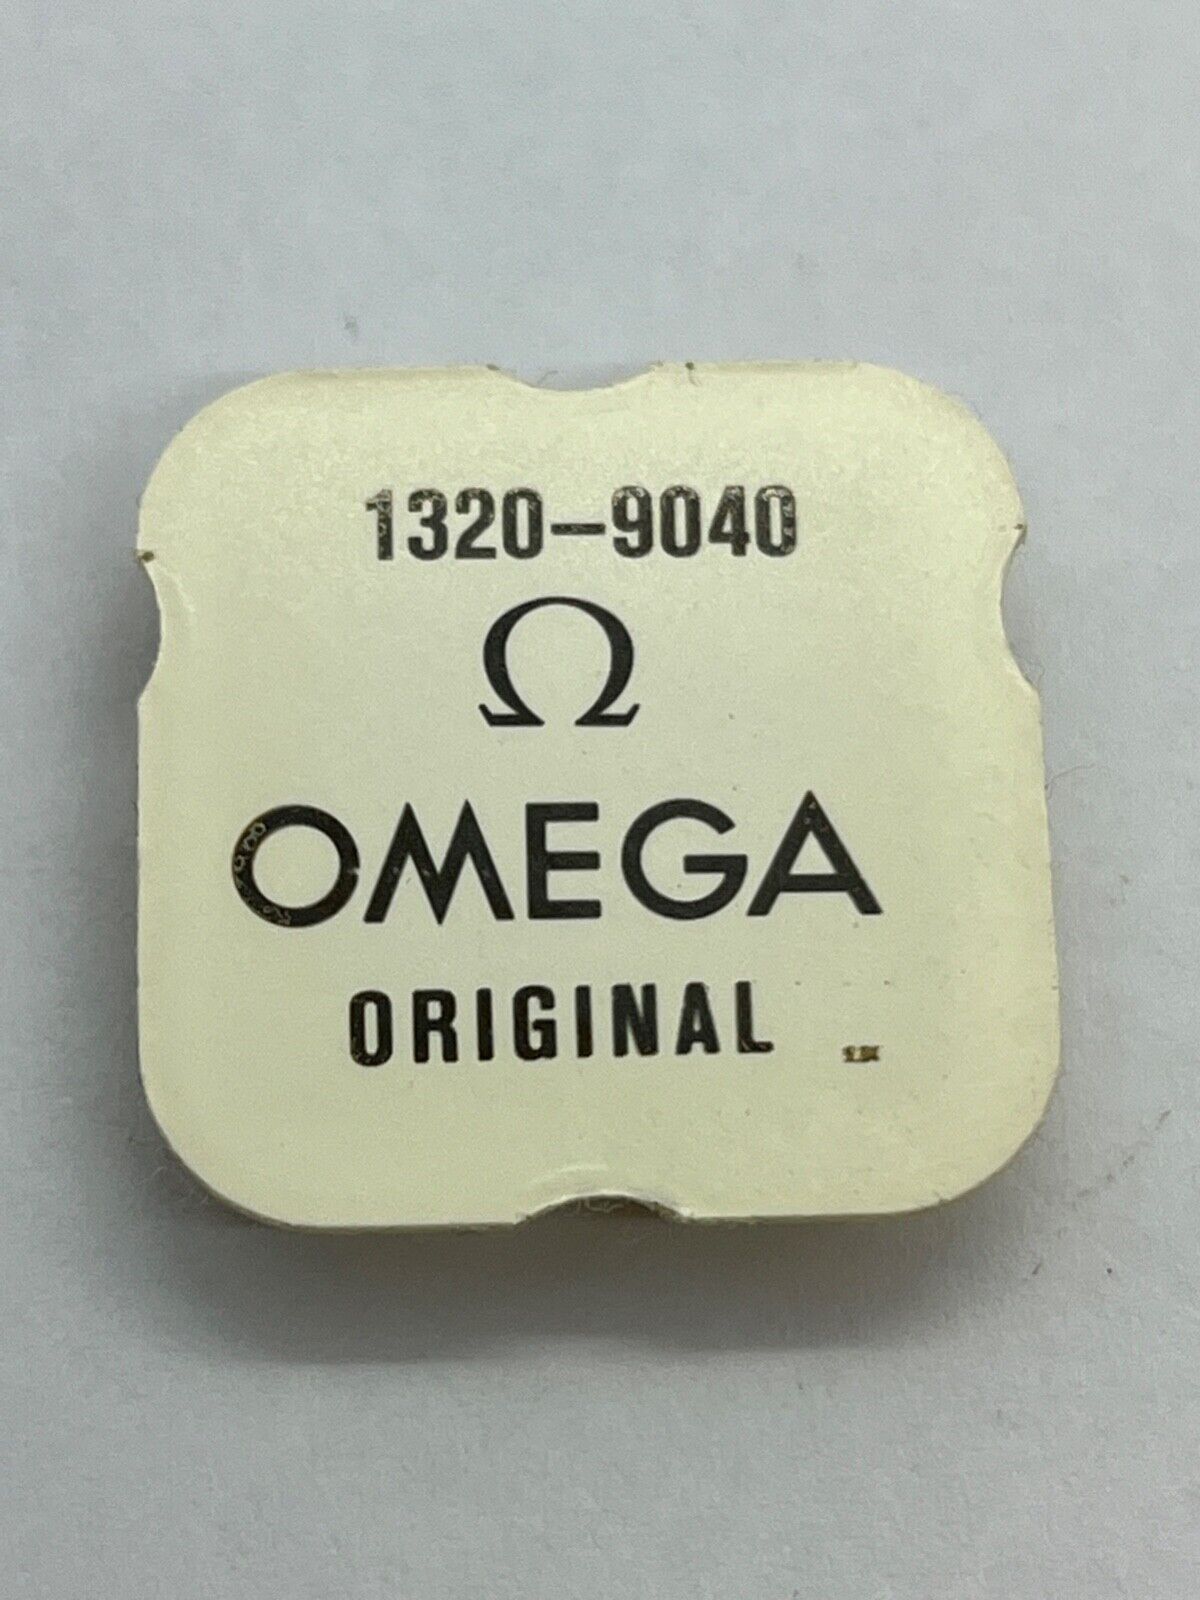 1320-9040
Ω
OMEGA
ORIGINAL